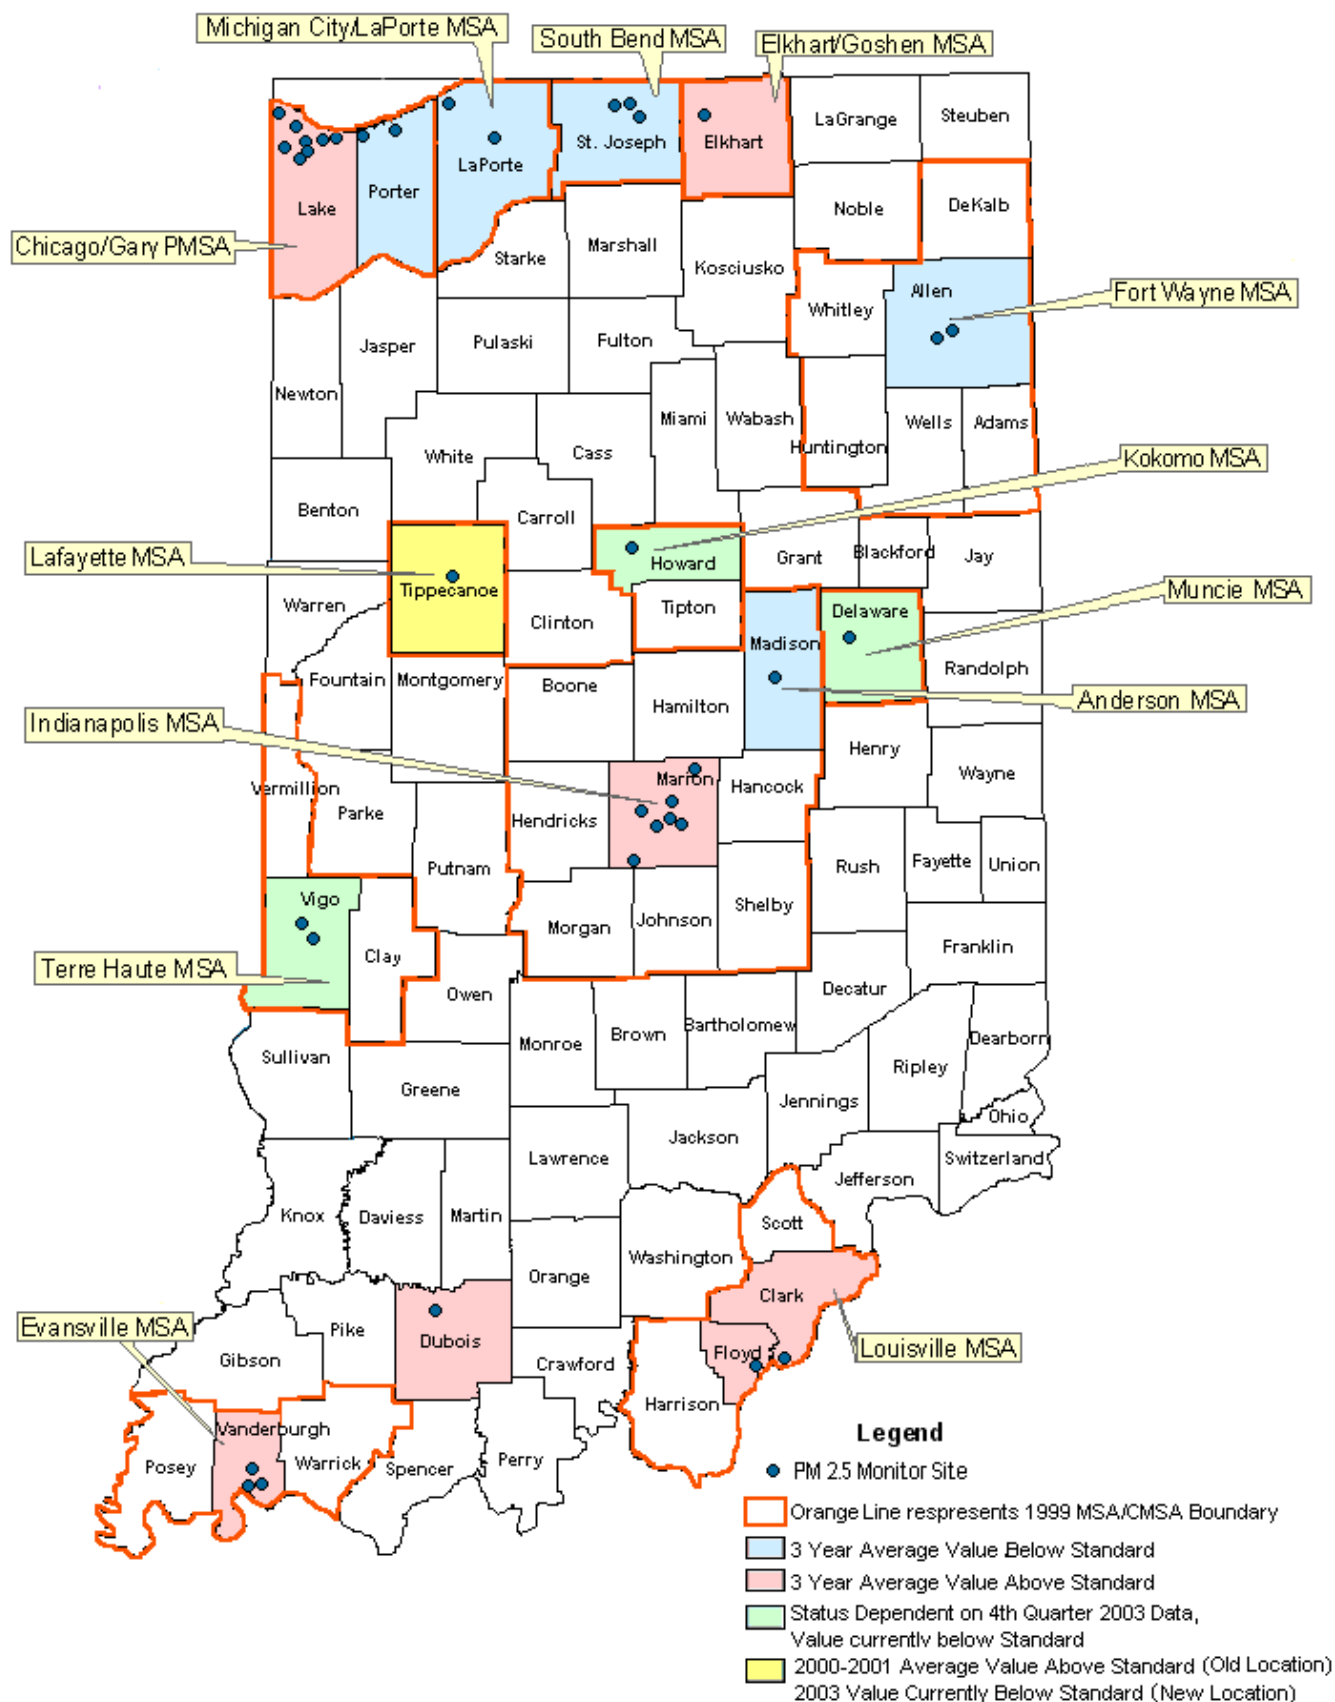 Michigan City/LaPorte MSA
South Bend MSA
Elkhart/Goshen MSA
LaGrange
Steuben
St. Joseph
Elkhart
LaPorte
Porter
Lake
Noble
DeKalb
Chicago/Gary PMSA
Starke
Marshall
Kosciusko
Whitley
Allen
Fort Wayne MSA
Jasper
Pulaski
Fulton
Newton
Miami
Wabash
Huntington
Wells
Adams
White
Cass
Kokomo MSA
Benton
Carroll
Lafayette MSA
Tippecanoe
Howard
Grant
Blackford
Jay
Warren
Clinton
Tipton
Madison
Delaware
Muncie MSA
Fountain
Montgomery
Boone
Hamilton
Randolph
Anderson MSA
Indianapolis MSA
Henry
Wayne
Vermillion
Parke
Hendricks
Marion
Hancock
Putnam
Rush
Fayette
Union
Vigo
Clay
Morgan
Johnson
Shelby
Franklin
Terre Haute MSA
Owen
Decatur
Sullivan
Monroe
Brown
Bartholomew
Dearborn
Ripley
Greene
Jennings
Ohio
Lawrence
Jackson
Switzerland
Jefferson
Knox
Daviess
Martin
Scott
Washington
Orange
Clark
Evansville MSA
Gibson
Pike
Dubois
Crawford
Floyd
Louisville MSA
Harrison
Vanderburgh
Posey
Warrick
Spencer
Perry
Legend
PM 2.5 Monitor Site
Orange Line respresents 1999 MSA/CMSA Boundary
3 Year Average Value Below Standard
3 Year Average Value Above Standard
Status Dependent on 4th Quarter 2003 Data,
Value currently below Standard
2000-2001 Average Value Above Standard (Old Location)
2003 Value Currently Below Standard (New Location)